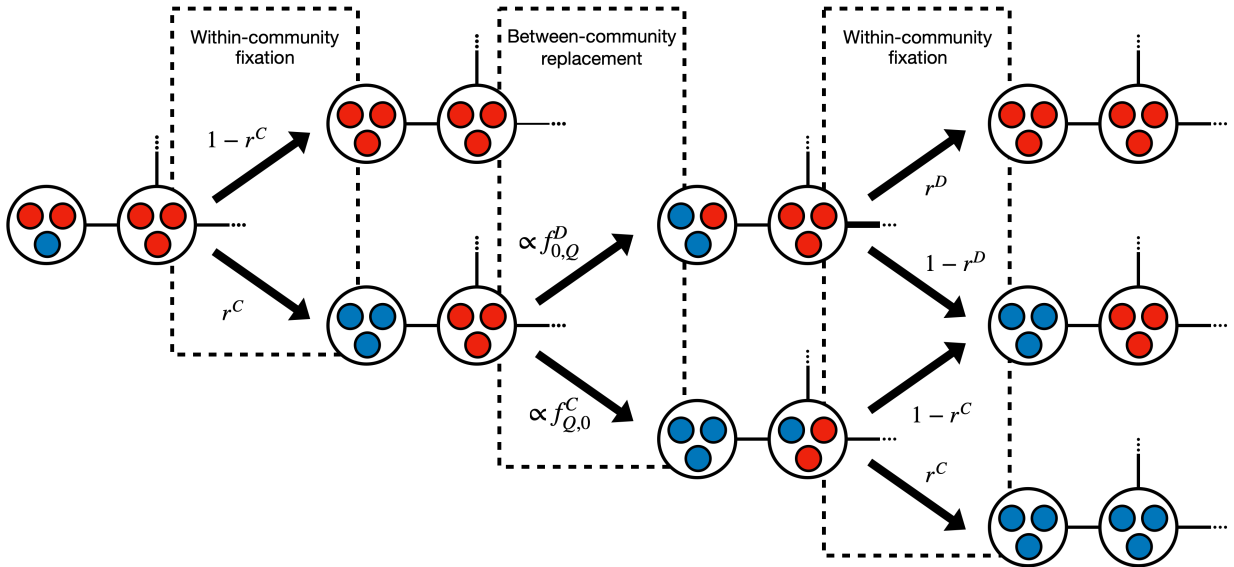 Within-community
fixation
Between-community
replacement
Within-community
fixation
1 − r^C
r^C
∝ f^D_{0,Q}
∝ f^C_{Q,0}
r^D
1 − r^D
1 − r^C
r^C